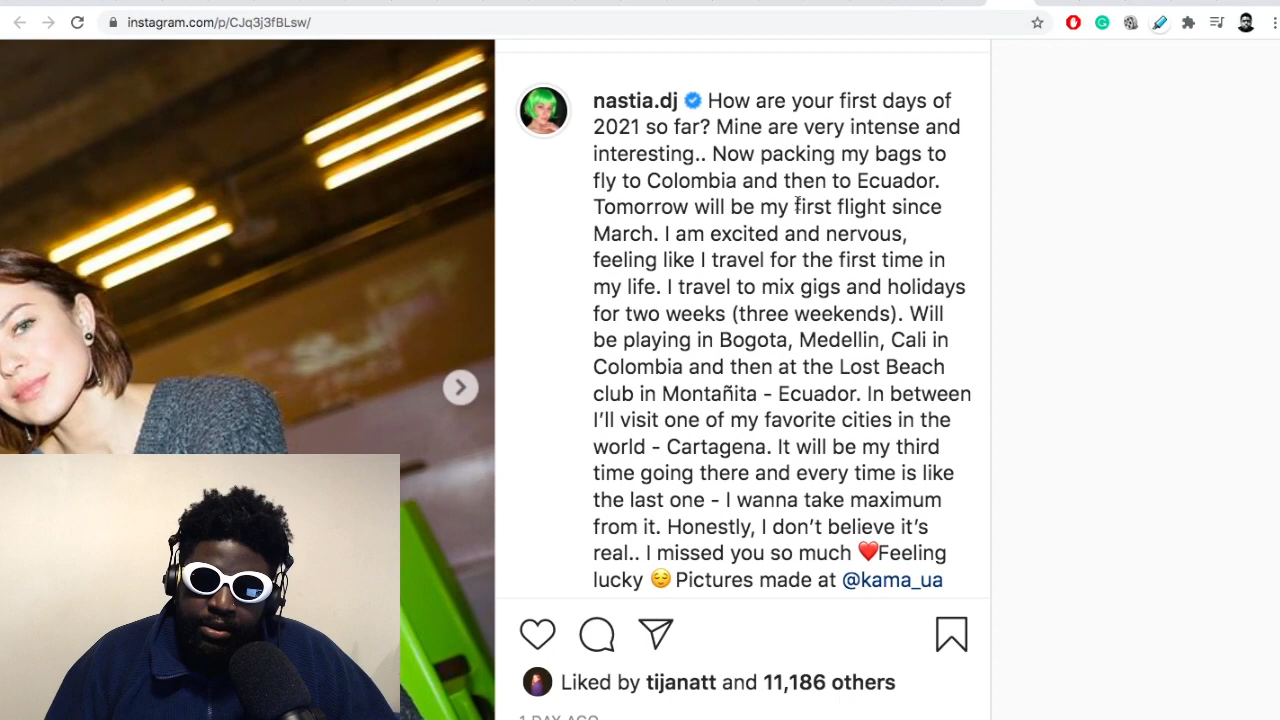 instagram.com/p/CJq3j3fBLsw/
nastia.dj How are your first days of
2021 so far? Mine are very intense and
interesting.. Now packing my bags to
fly to Colombia and then to Ecuador.
Tomorrow will be my first flight since
March. I am excited and nervous,
feeling like I travel for the first time in
my life. I travel to mix gigs and holidays
for two weeks (three weekends). Will
be playing in Bogota, Medellin, Cali in
Colombia and then at the Lost Beach
club in Montañita - Ecuador. In between
I’ll visit one of my favorite cities in the
world - Cartagena. It will be my third
time going there and every time is like
the last one - I wanna take maximum
from it. Honestly, I don’t believe it’s
real.. I missed you so much ❤️Feeling
lucky 😌 Pictures made at @kama_ua
Liked by tijanatt and 11,186 others
1 DAY AGO